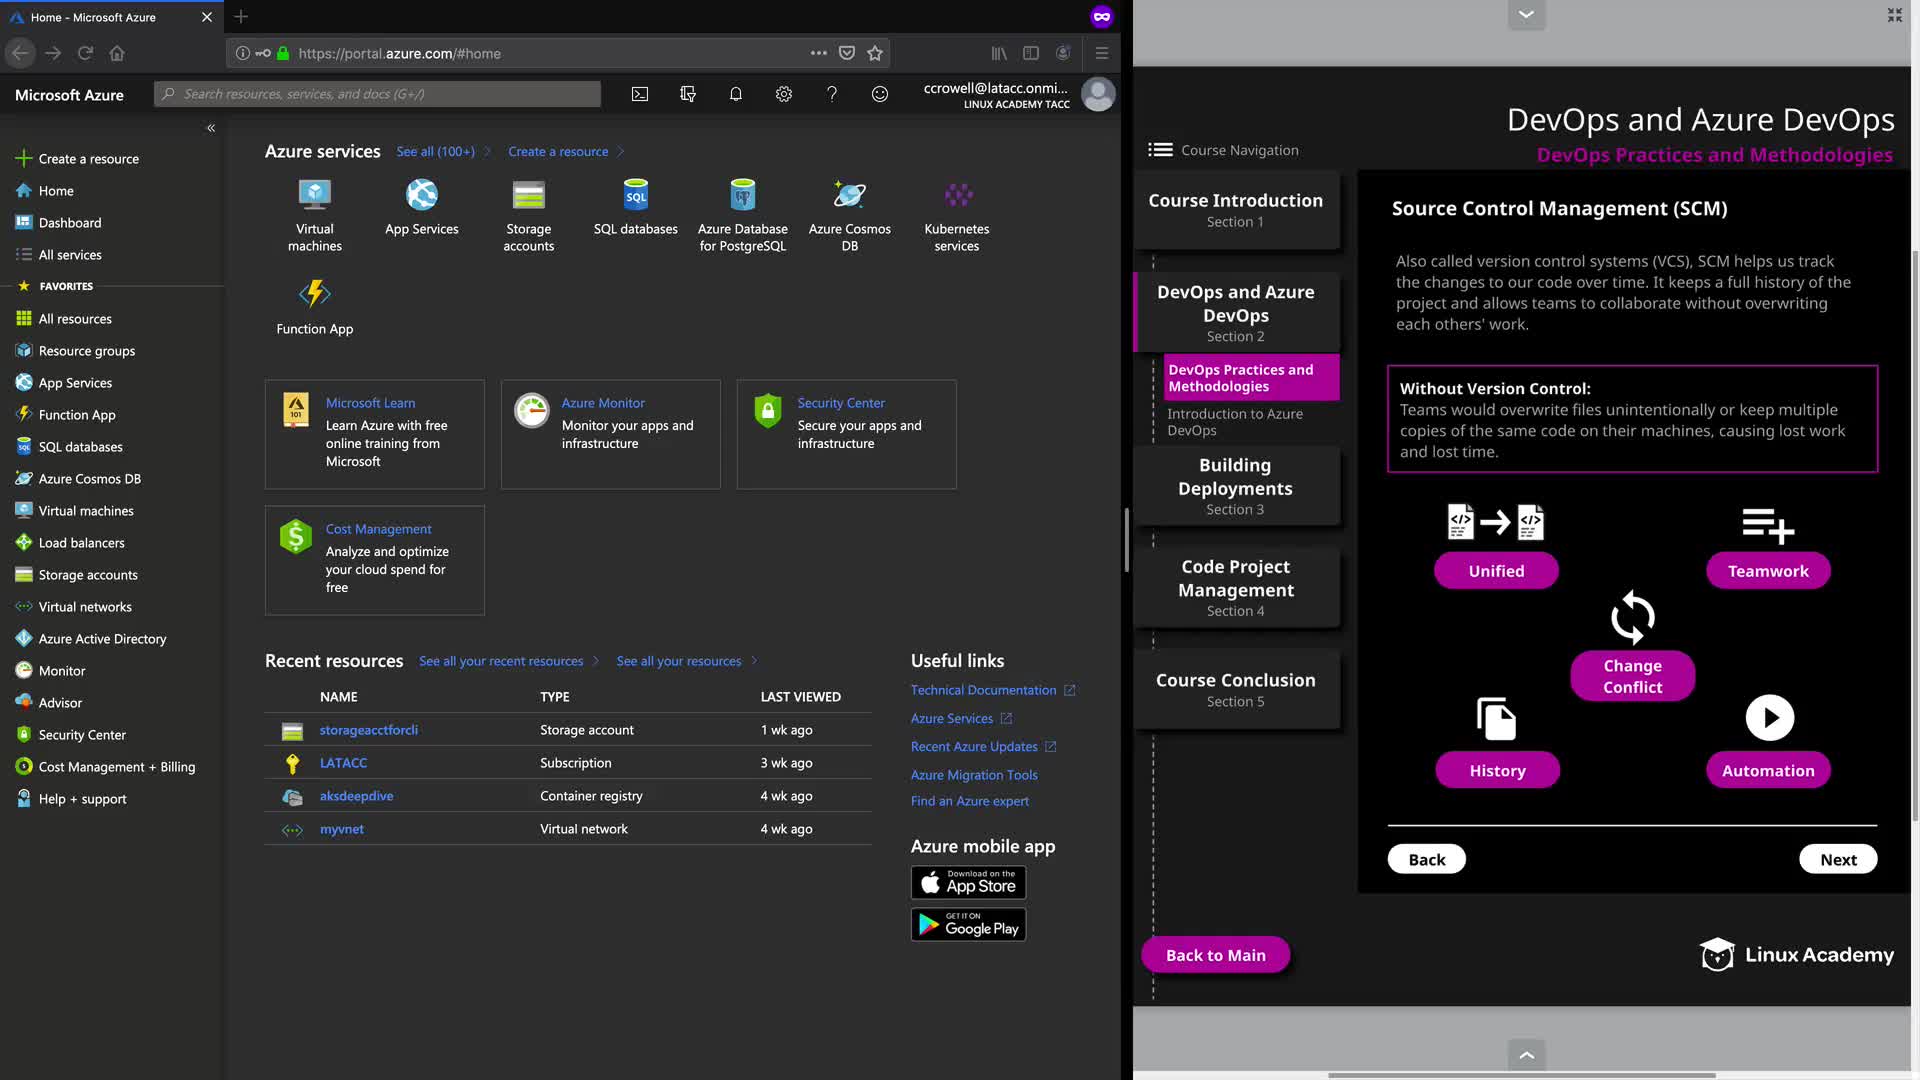 Home - Microsoft Azure
https://portal.azure.com/#home
Microsoft Azure
Search resources, services, and docs (G+/)
ccrowell@latacc.onmi...
LINUX ACADEMY TACC
Create a resource
Home
Dashboard
All services
FAVORITES
All resources
Resource groups
App Services
Function App
SQL databases
Azure Cosmos DB
Virtual machines
Load balancers
Storage accounts
Virtual networks
Azure Active Directory
Monitor
Advisor
Security Center
Cost Management + Billing
Help + support
Azure services See all (100+) Create a resource
Virtual
machines
App Services
Storage
accounts
SQL
SQL databases
Azure Database
for PostgreSQL
Azure Cosmos
DB
Kubernetes
services
Function App
101
Microsoft Learn
Learn Azure with free
online training from
Microsoft
Azure Monitor
Monitor your apps and
infrastructure
Security Center
Secure your apps and
infrastructure
Cost Management
Analyze and optimize
your cloud spend for
free
Recent resources See all your recent resources See all your resources
NAME TYPE LAST VIEWED
storageacctforcli Storage account 1 wk ago
LATACC Subscription 3 wk ago
aksdeepdive Container registry 4 wk ago
myvnet Virtual network 4 wk ago
Useful links
Technical Documentation
Azure Services
Recent Azure Updates
Azure Migration Tools
Find an Azure expert
Azure mobile app
Download on the
App Store
GET IT ON
Google Play
DevOps and Azure DevOps
DevOps Practices and Methodologies
Course Navigation
Course Introduction
Section 1
DevOps and Azure
DevOps
Section 2
DevOps Practices and
Methodologies
Introduction to Azure
DevOps
Building
Deployments
Section 3
Code Project
Management
Section 4
Course Conclusion
Section 5
Back to Main
Source Control Management (SCM)
Also called version control systems (VCS), SCM helps us track
the changes to our code over time. It keeps a full history of the
project and allows teams to collaborate without overwriting
each others' work.
Without Version Control:
Teams would overwrite files unintentionally or keep multiple
copies of the same code on their machines, causing lost work
and lost time.
Unified
Teamwork
Change
Conflict
History
Automation
Back
Next
Linux Academy